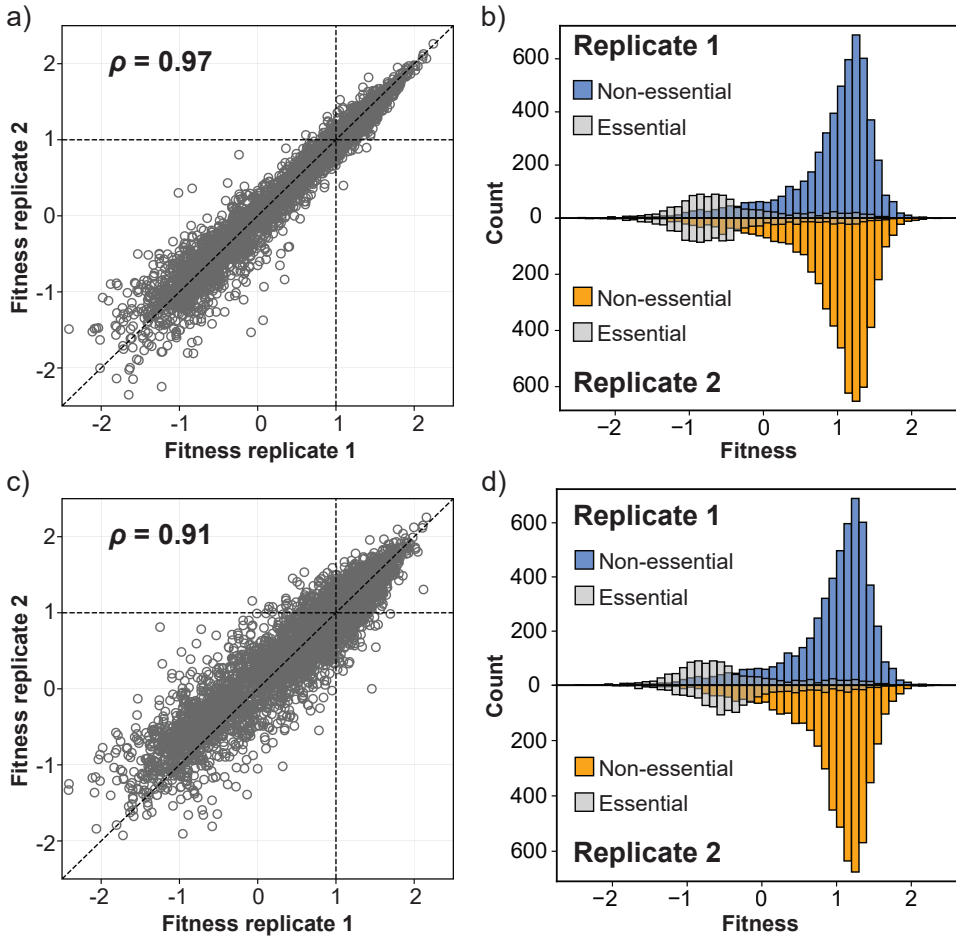 a)
ρ = 0.97
2
1
0
-1
-2
Fitness replicate 2
-2 -1 0 1 2
Fitness replicate 1
b)
Replicate 1
Non-essential
Essential
600
400
200
0
200
400
600
Count
Non-essential
Essential
Replicate 2
−2 −1 0 1 2
Fitness
c)
ρ = 0.91
2
1
0
-1
-2
Fitness replicate 2
-2 -1 0 1 2
Fitness replicate 1
d)
Replicate 1
Non-essential
Essential
600
400
200
0
200
400
600
Count
Non-essential
Essential
Replicate 2
−2 −1 0 1 2
Fitness